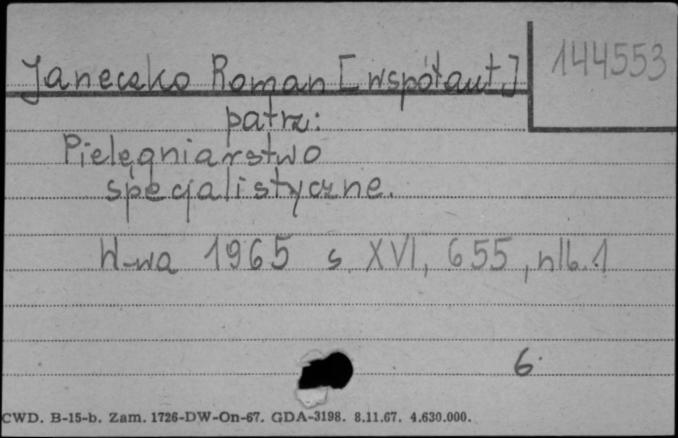 Janeczko Roman [współaut.]
144553
patrz:
Pielęgniarstwo
specjalistyczne.
W-wa 1965 s. XVI, 655, nlb. 1
6.
CWD. B-15-b. Zam. 1726-DW-On-67. GDA-3198. 8.11.67. 4.630.000.